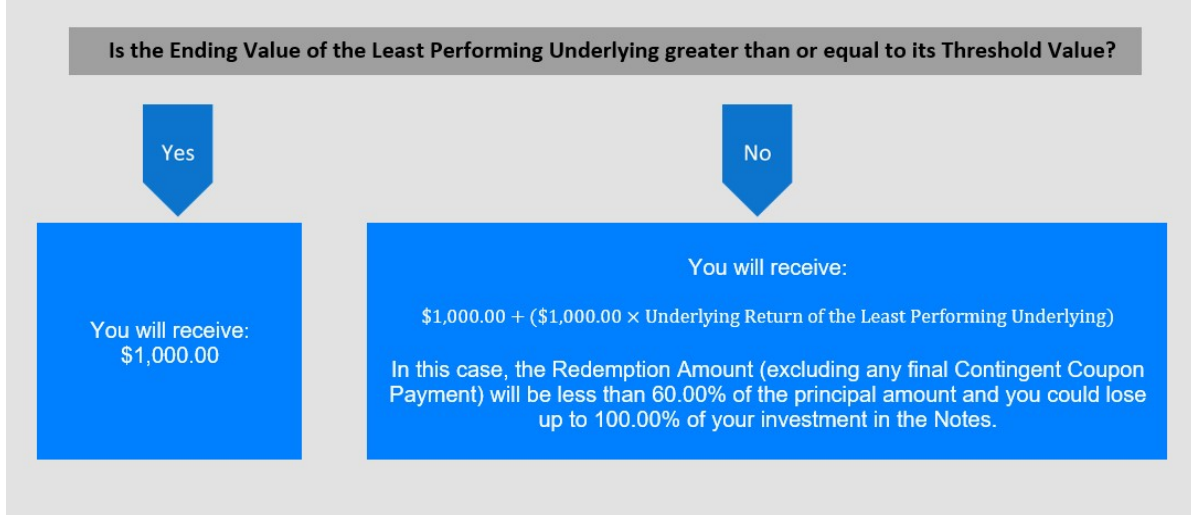 Is the Ending Value of the Least Performing Underlying greater than or equal to its Threshold Value?
Yes
No
You will receive:
$1,000.00
You will receive:
$1,000.00 + ($1,000.00 × Underlying Return of the Least Performing Underlying)
In this case, the Redemption Amount (excluding any final Contingent Coupon
Payment) will be less than 60.00% of the principal amount and you could lose
up to 100.00% of your investment in the Notes.